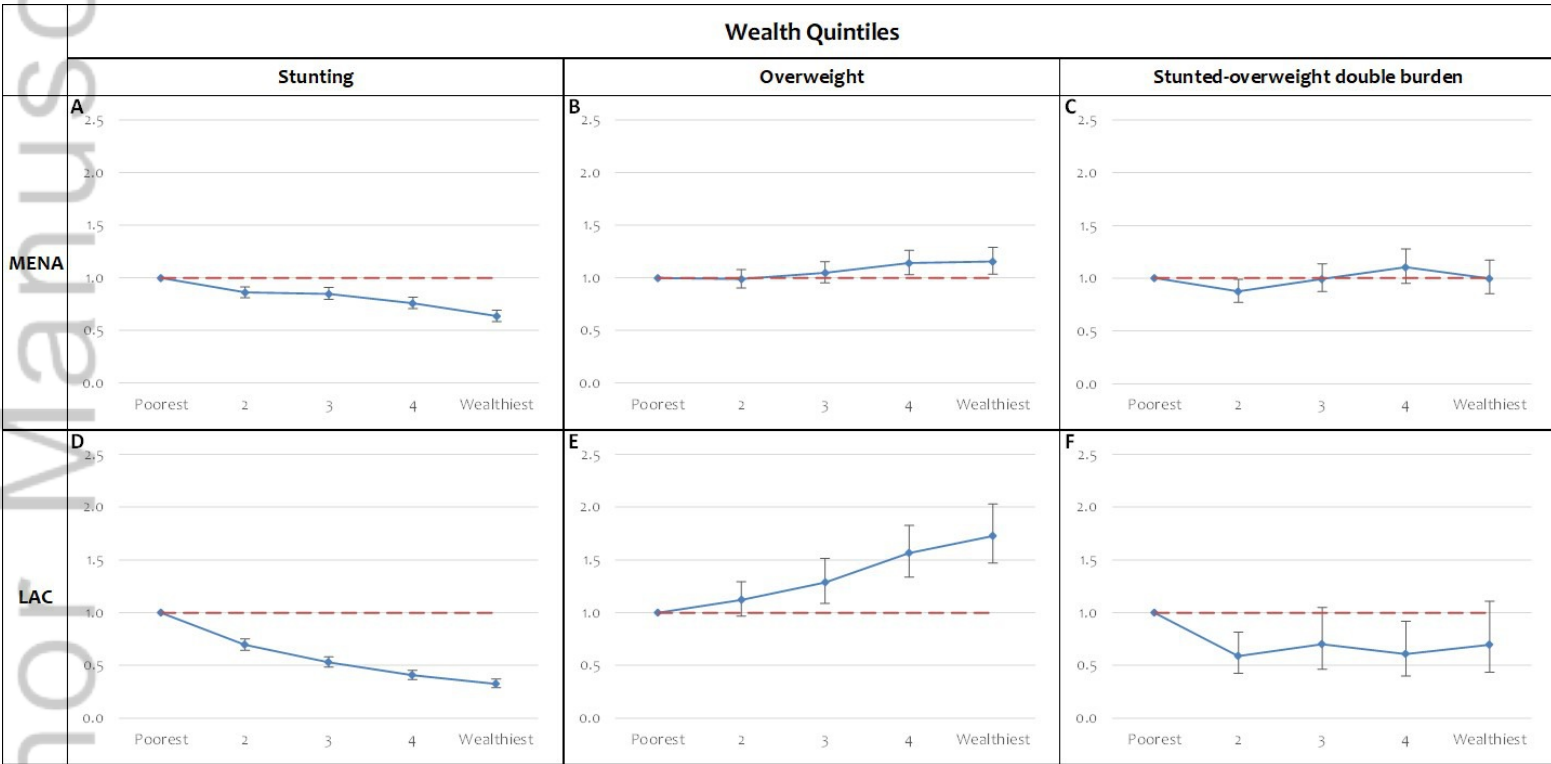 Wealth Quintiles
Stunting
Overweight
Stunted-overweight double burden
MENA
A
2.5
2.0
1.5
1.0
0.5
0.0
Poorest 2 3 4 Wealthiest
B
2.5
2.0
1.5
1.0
0.5
0.0
Poorest 2 3 4 Wealthiest
C
2.5
2.0
1.5
1.0
0.5
0.0
Poorest 2 3 4 Wealthiest
LAC
D
2.5
2.0
1.5
1.0
0.5
0.0
Poorest 2 3 4 Wealthiest
E
2.5
2.0
1.5
1.0
0.5
0.0
Poorest 2 3 4 Wealthiest
F
2.5
2.0
1.5
1.0
0.5
0.0
Poorest 2 3 4 Wealthiest